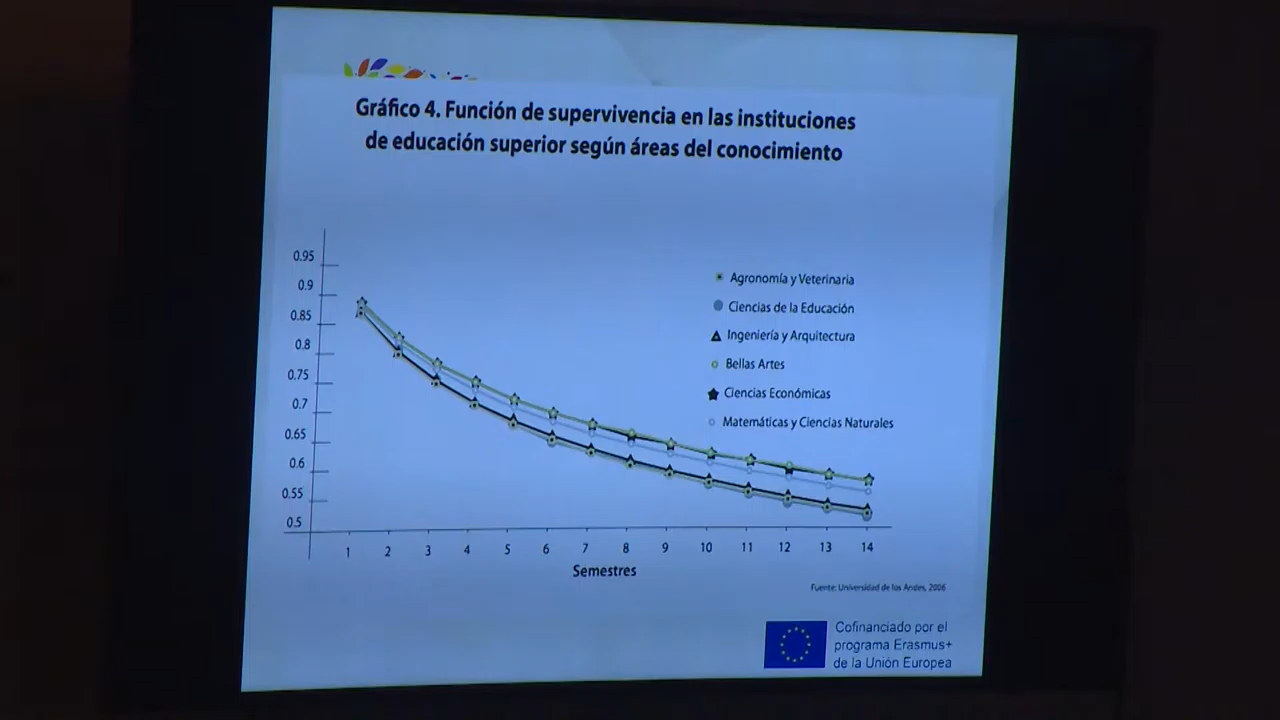 Gráfico 4. Función de supervivencia en las instituciones
de educación superior según áreas del conocimiento
0.95
0.9
0.85
0.8
0.75
0.7
0.65
0.6
0.55
0.5
Agronomía y Veterinaria
Ciencias de la Educación
Ingeniería y Arquitectura
Bellas Artes
Ciencias Económicas
Matemáticas y Ciencias Naturales
1 2 3 4 5 6 7 8 9 10 11 12 13 14
Semestres
Fuente: Universidad de los Andes, 2006
Cofinanciado por el
programa Erasmus+
de la Unión Europea